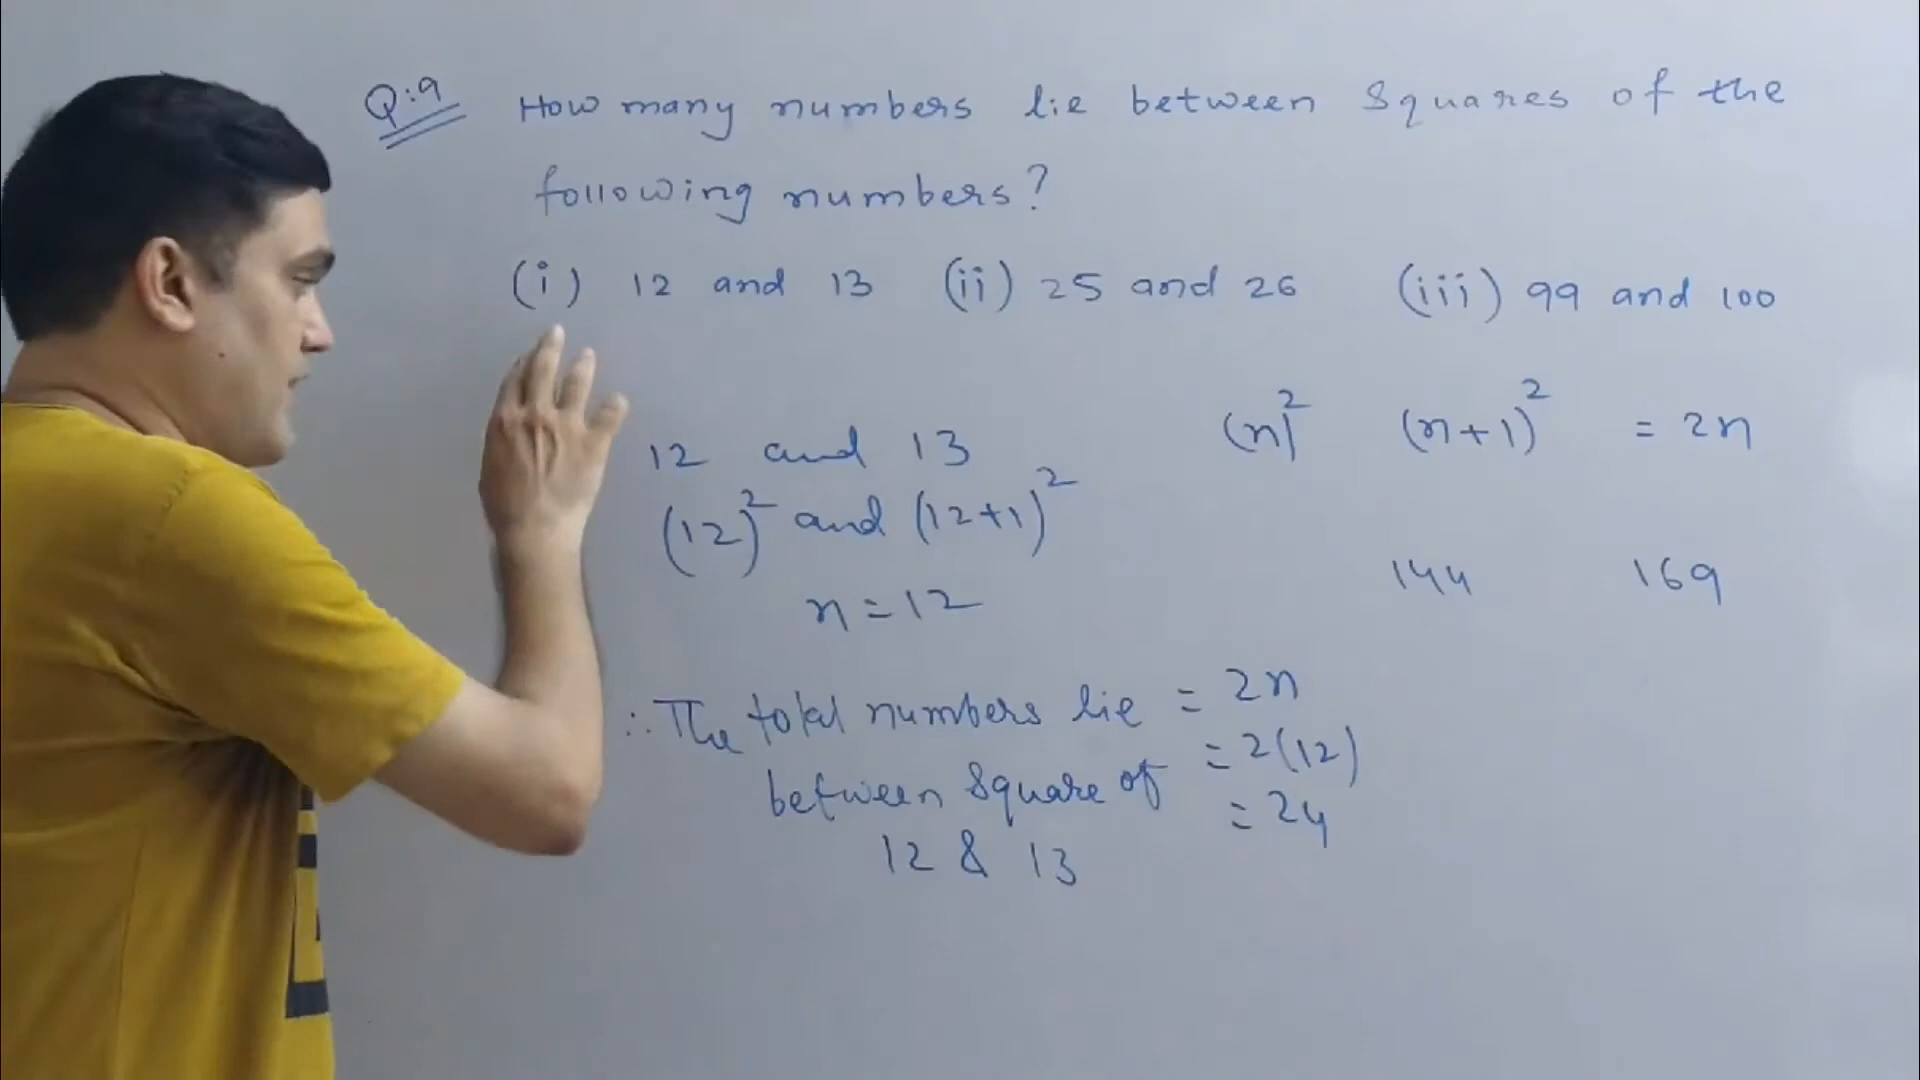 Q:9 How many numbers lie between squares of the
following numbers?
(i) 12 and 13 (ii) 25 and 26 (iii) 99 and 100
12 and 13
(12)² and (12+1)²
n=12
(n)² (n+1)² = 2n
144 169
∴ The total numbers lie = 2n
between square of = 2(12)
12 & 13 = 24